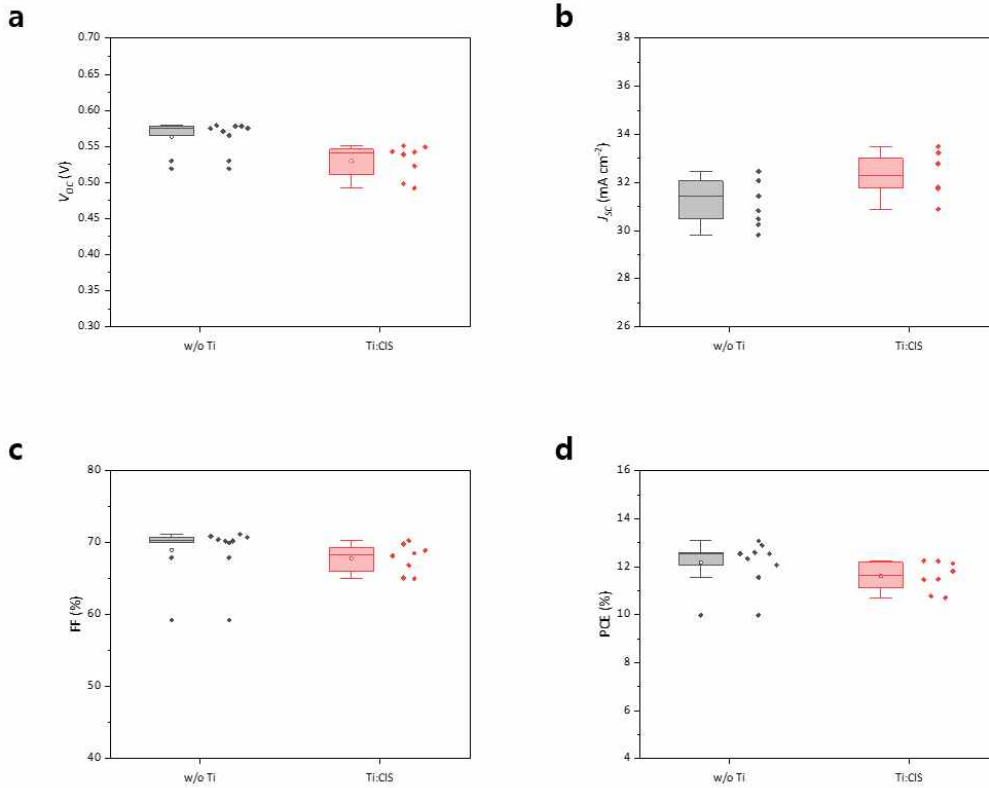 a
0.70
0.65
0.60
0.55
0.50
0.45
0.40
0.35
0.30
V_OC (V)
w/o Ti
Ti:CIS
b
38
36
34
32
30
28
26
J_SC (mA cm⁻²)
w/o Ti
Ti:CIS
c
80
70
60
50
40
FF (%)
w/o Ti
Ti:CIS
d
16
14
12
10
8
6
4
PCE (%)
w/o Ti
Ti:CIS